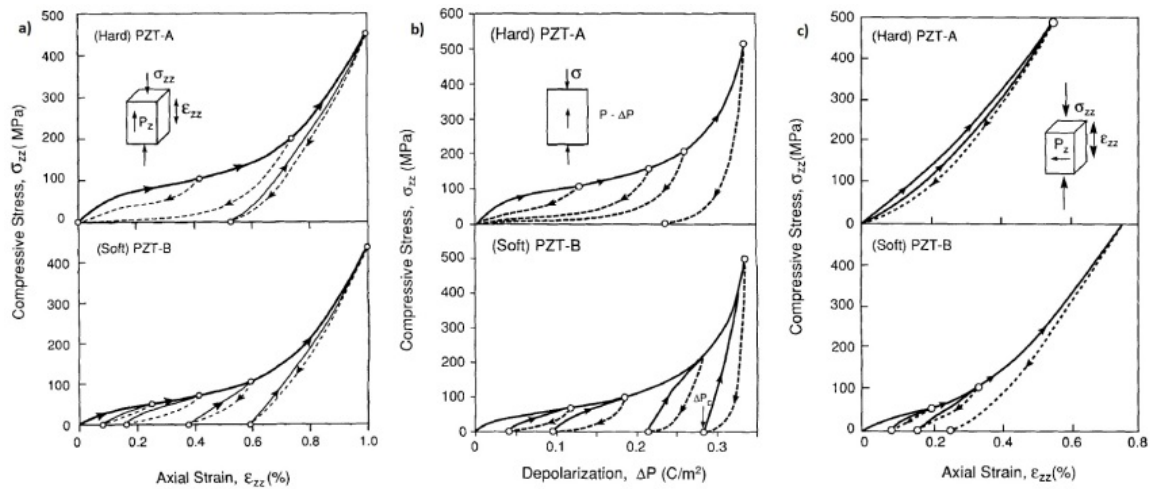 a)
Compressive Stress, σzz( MPa)
500
400
300
200
100
0
(Hard) PZT-A
σzz
εzz
Pz
400
300
200
100
0
(Soft) PZT-B
0
0.2
0.4
0.6
0.8
1.0
Axial Strain, εzz(%)
b)
Compressive Stress, σzz (MPa)
600
500
400
300
200
100
0
(Hard) PZT-A
σ
P - ΔP
500
400
300
200
100
0
(Soft) PZT-B
0
0.1
0.2
0.3
Depolarization, ΔP (C/m²)
c)
Compressive Stress, σzz(MPa)
500
400
300
200
100
0
(Hard) PZT-A
σzz
εzz
Pz
400
300
200
100
0
(Soft) PZT-B
0
0.2
0.4
0.6
0.8
Axial Strain, εzz(%)